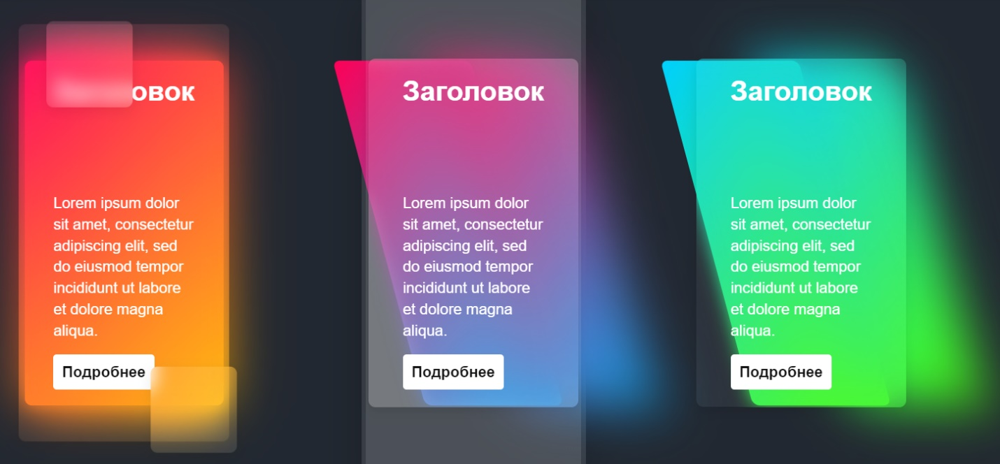 овок
Lorem ipsum dolor
sit amet, consectetur
adipiscing elit, sed
do eiusmod tempor
incididunt ut labore
et dolore magna
aliqua.
Подробнее
Заголовок
Lorem ipsum dolor
sit amet, consectetur
adipiscing elit, sed
do eiusmod tempor
incididunt ut labore
et dolore magna
aliqua.
Подробнее
Заголовок
Lorem ipsum dolor
sit amet, consectetur
adipiscing elit, sed
do eiusmod tempor
incididunt ut labore
et dolore magna
aliqua.
Подробнее